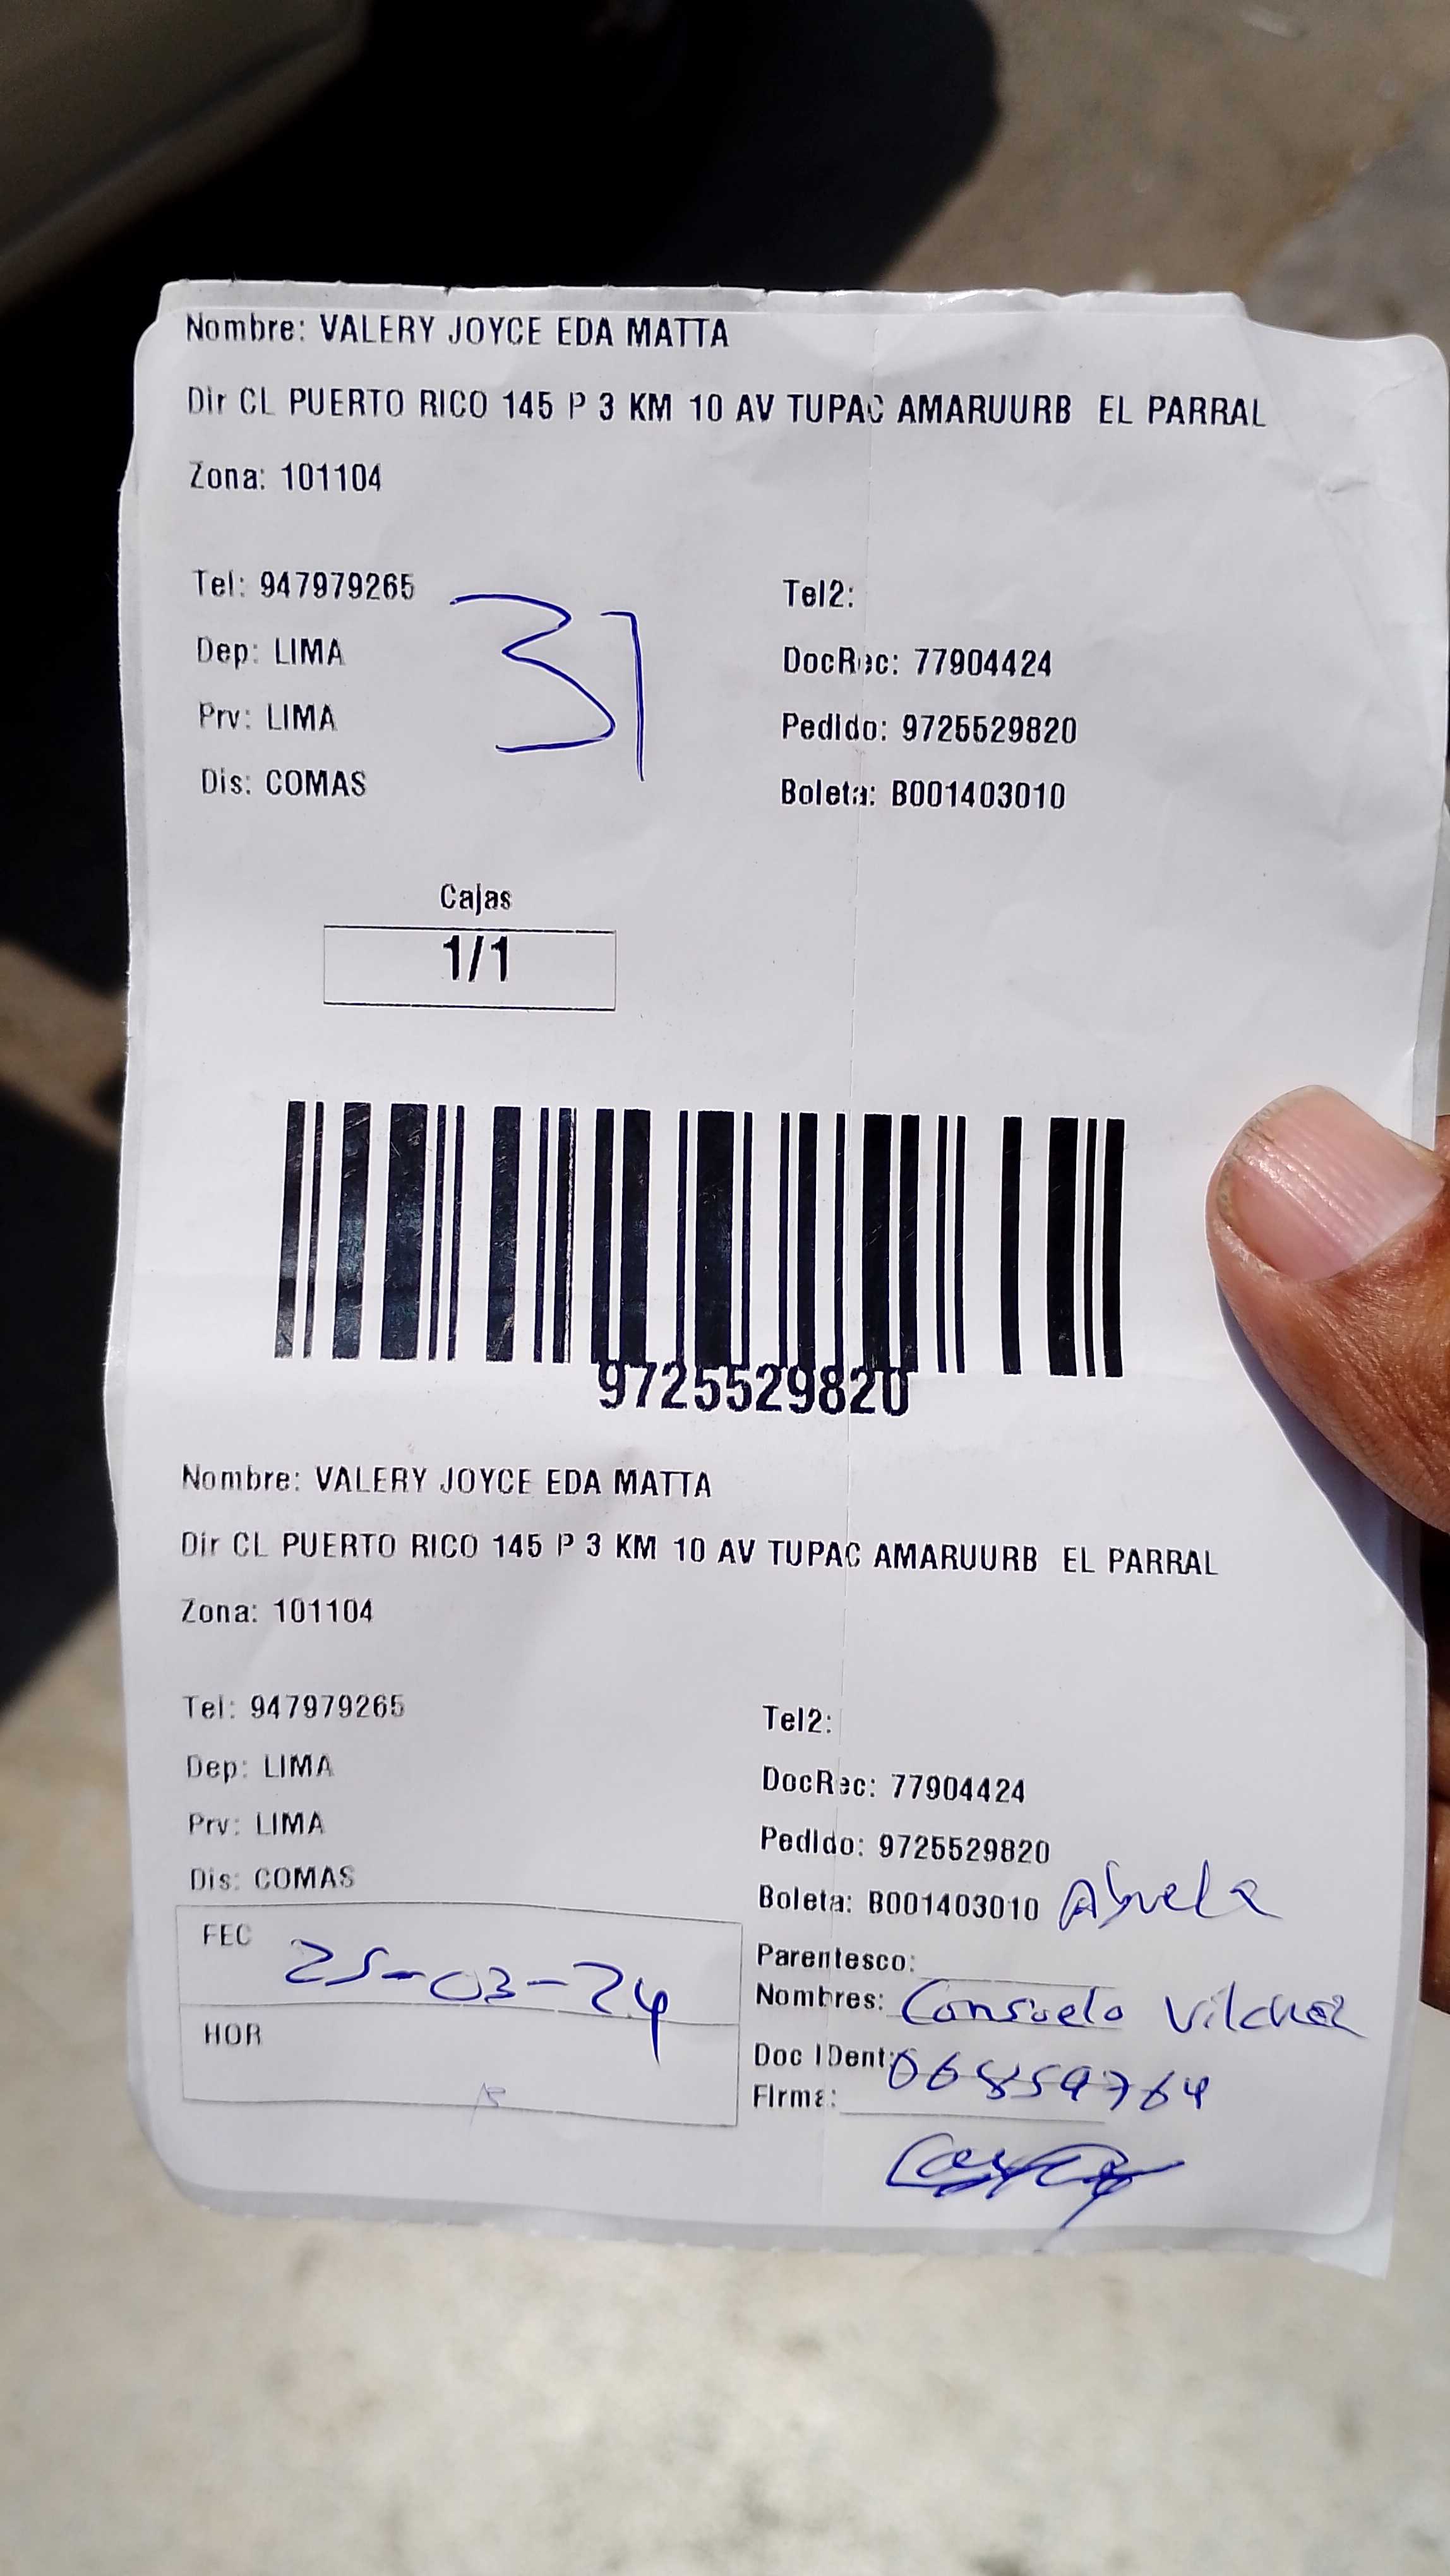 Nombre: VALERY JOYCE EDA MATTA
Dir CL PUERTO RICO 145 P 3 KM 10 AV TUPAC AMARUURB EL PARRAL
Zona: 101104
Tel: 947979265
Tel2:
31
Dep: LIMA
DocRec: 77904424
Prv: LIMA
Pedido: 9725529820
Dis: COMAS
Boleta: B001403010
Cajas
1/1
9725529820
Nombre: VALERY JOYCE EDA MATTA
Dir CL PUERTO RICO 145 P 3 KM 10 AV TUPAC AMARUURB EL PARRAL
Zona: 101104
Tel: 947979265
Tel2:
Dep: LIMA
DocRec: 77904424
Prv: LIMA
Pedido: 9725529820
Dis: COMAS
Boleta: B001403010
Abuela
FEC 25-03-24
Parentesco:
Nombres: Consuelo Vilchez
HOR
Doc IDent: 06859764
Firma: